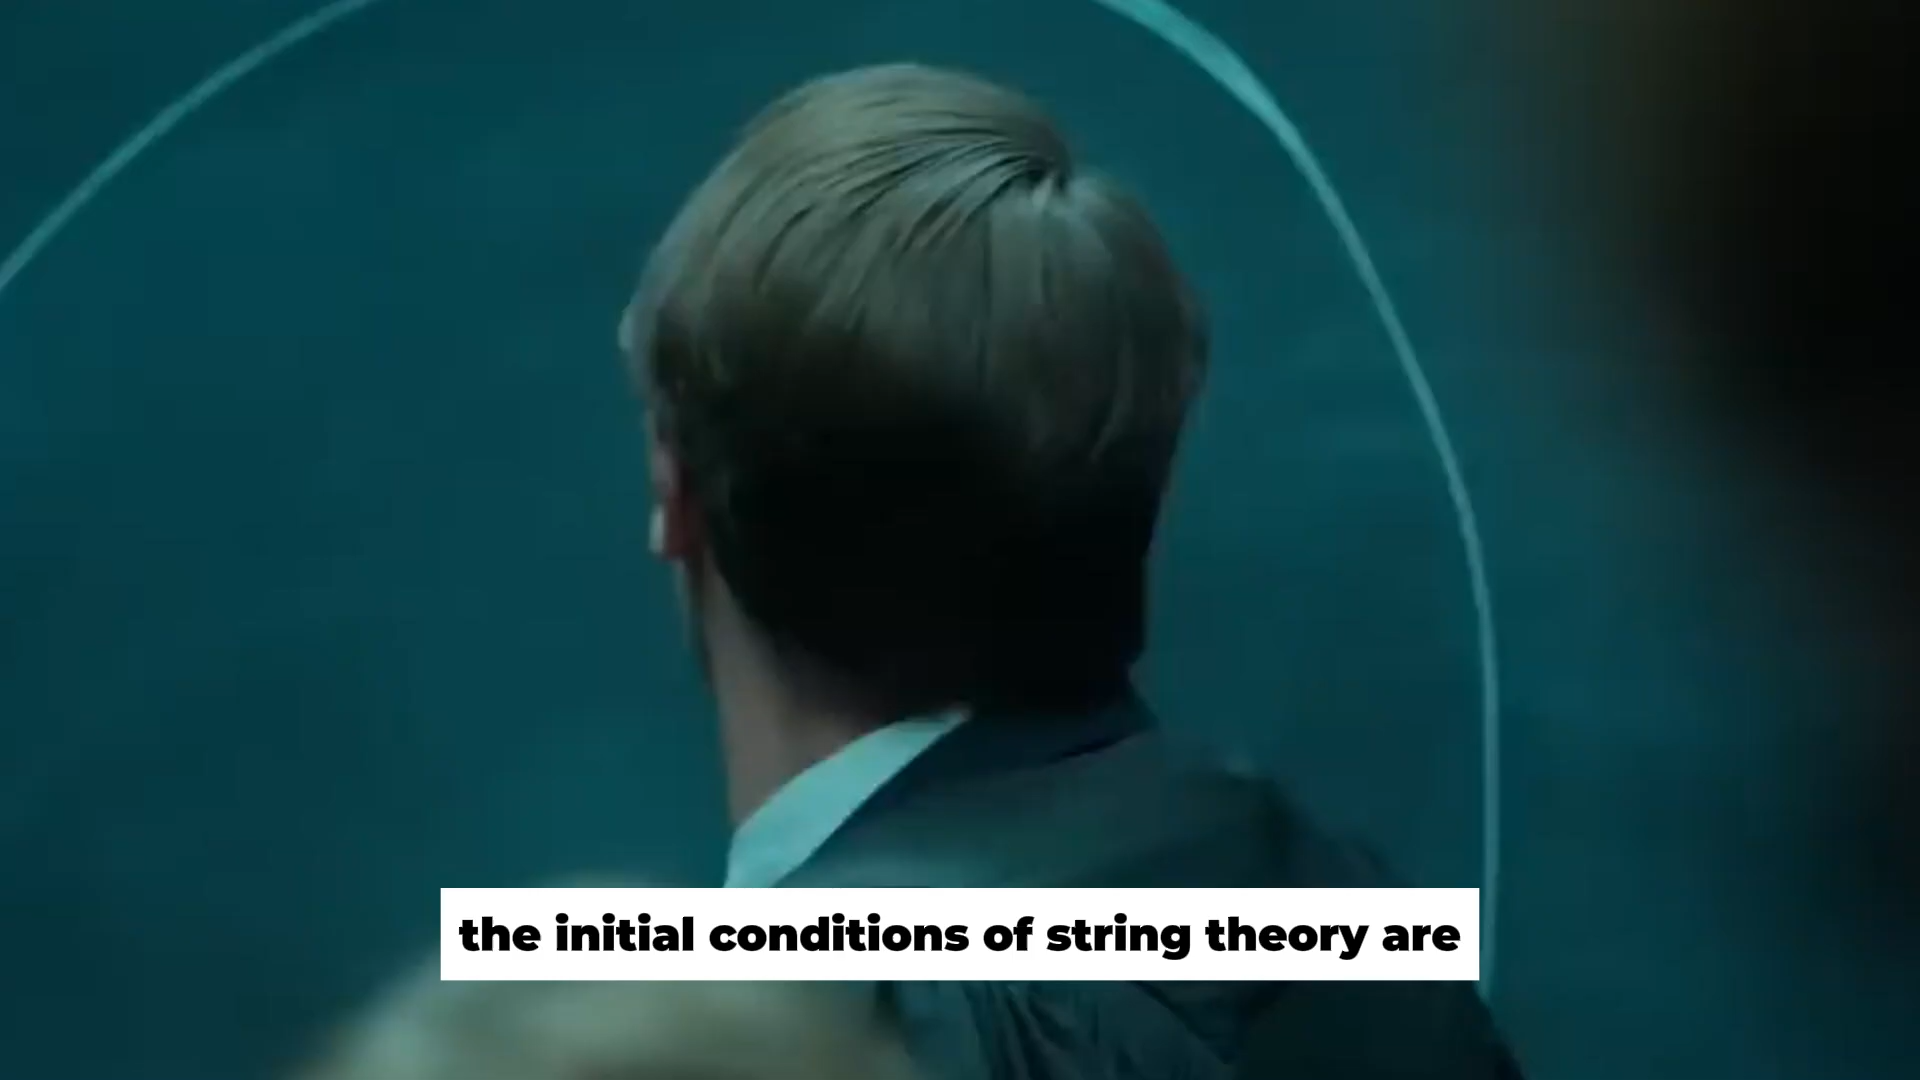 the initial conditions of string theory are